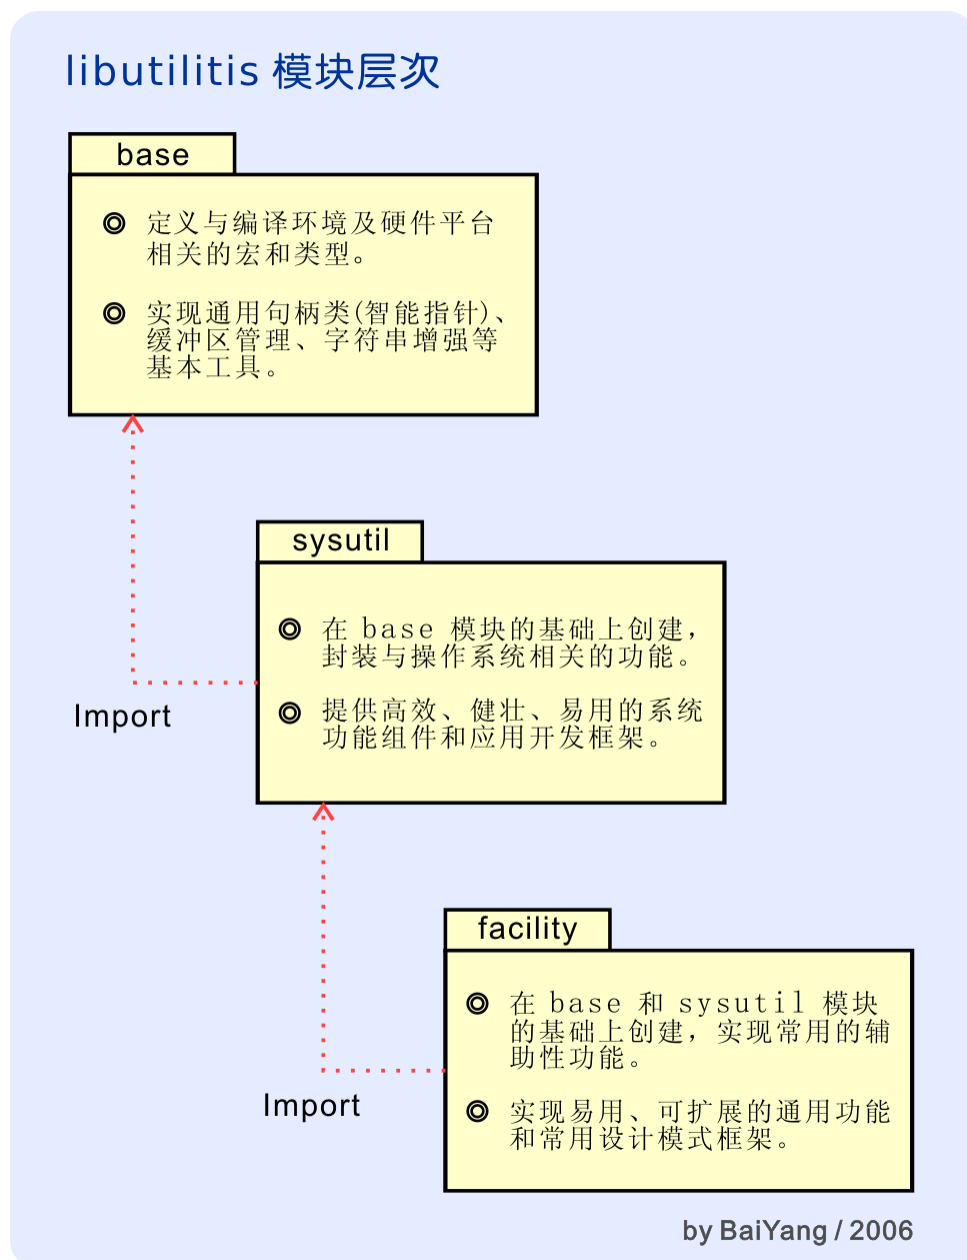 libutilitis 模块层次
base
定义与编译环境及硬件平台
相关的宏和类型。
实现通用句柄类(智能指针)、
缓冲区管理、字符串增强等
基本工具。
sysutil
在 base 模块的基础上创建，
封装与操作系统相关的功能。
提供高效、健壮、易用的系统
功能组件和应用开发框架。
Import
facility
在 base 和 sysutil 模块
的基础上创建，实现常用的辅
助性功能。
实现易用、可扩展的通用功能
和常用设计模式框架。
Import
by BaiYang / 2006